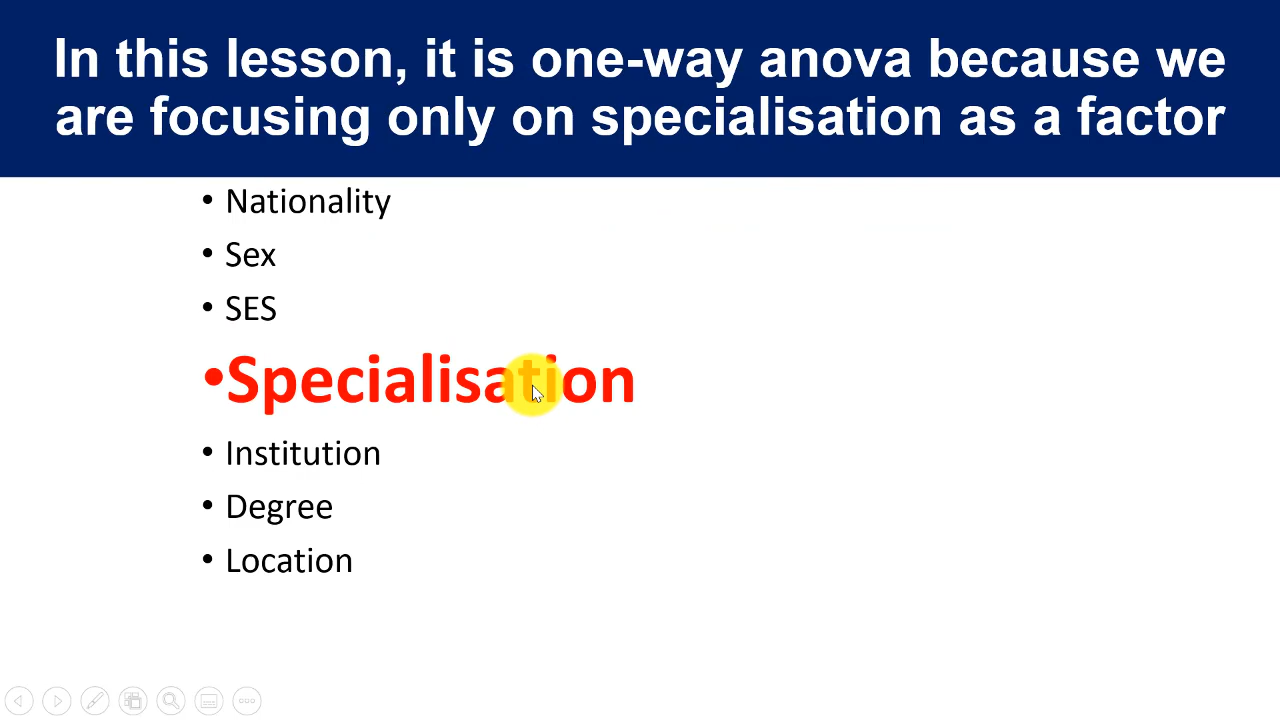 In this lesson, it is one-way anova because we
are focusing only on specialisation as a factor
• Nationality
• Sex
• SES
•Specialisation
• Institution
• Degree
• Location